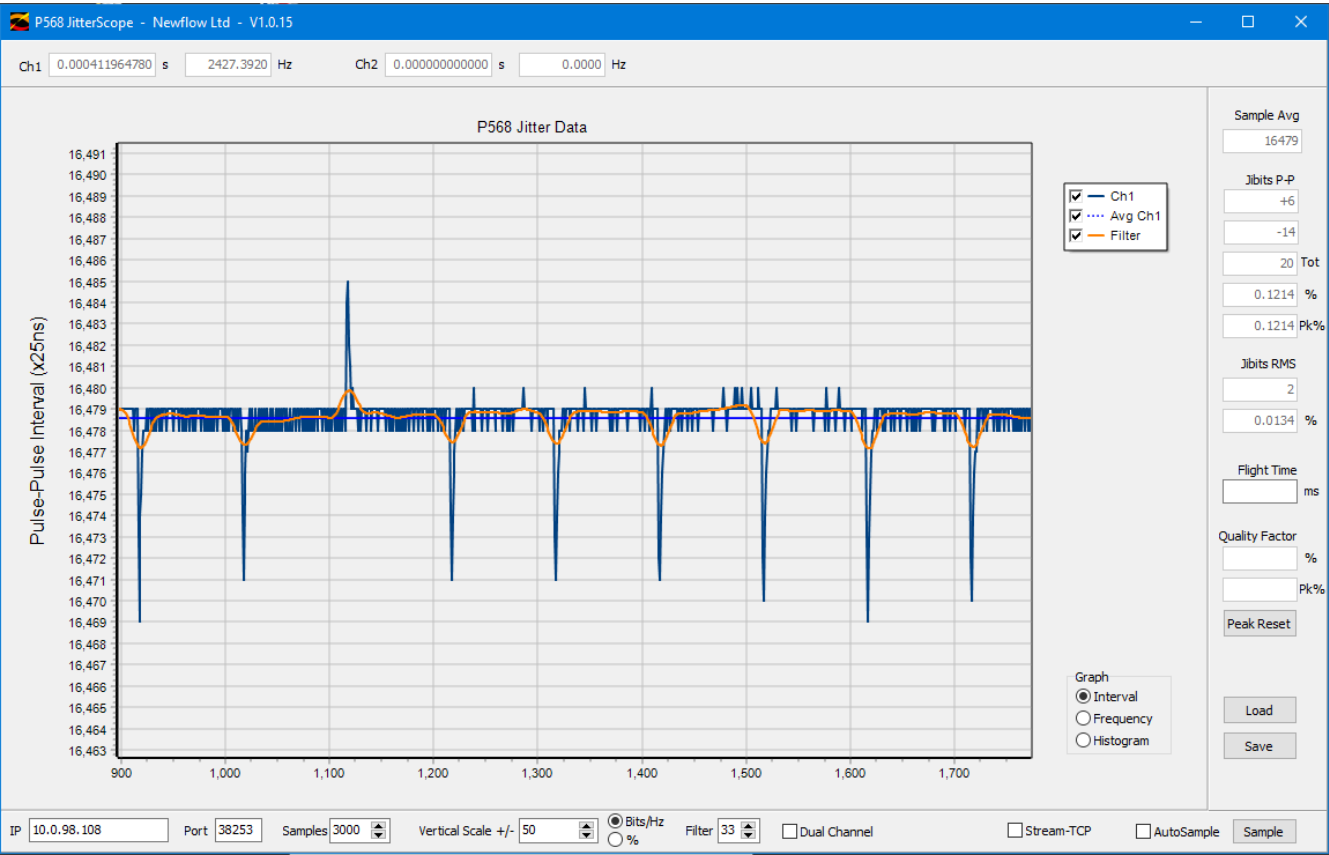 P568 JitterScope - Newflow Ltd - V1.0.15
Ch1 0.000411964780 s 2427.3920 Hz Ch2 0.000000000000 s 0.0000 Hz
P568 Jitter Data
Pulse-Pulse Interval (x25ns)
16,491
16,490
16,489
16,488
16,487
16,486
16,485
16,484
16,483
16,482
16,481
16,480
16,479
16,478
16,477
16,476
16,475
16,474
16,473
16,472
16,471
16,470
16,469
16,468
16,467
16,466
16,465
16,464
16,463
900 1,000 1,100 1,200 1,300 1,400 1,500 1,600 1,700
Ch1
Avg Ch1
Filter
Graph
Interval
Frequency
Histogram
Sample Avg
16479
Jibits P-P
+6
-14
20 Tot
0.1214 %
0.1214 Pk%
Jibits RMS
2
0.0134 %
Flight Time
ms
Quality Factor
%
Pk%
Peak Reset
Load
Save
IP 10.0.98.108 Port 38253 Samples 3000 Vertical Scale +/- 50 Bits/Hz % Filter 33 Dual Channel Stream-TCP AutoSample Sample